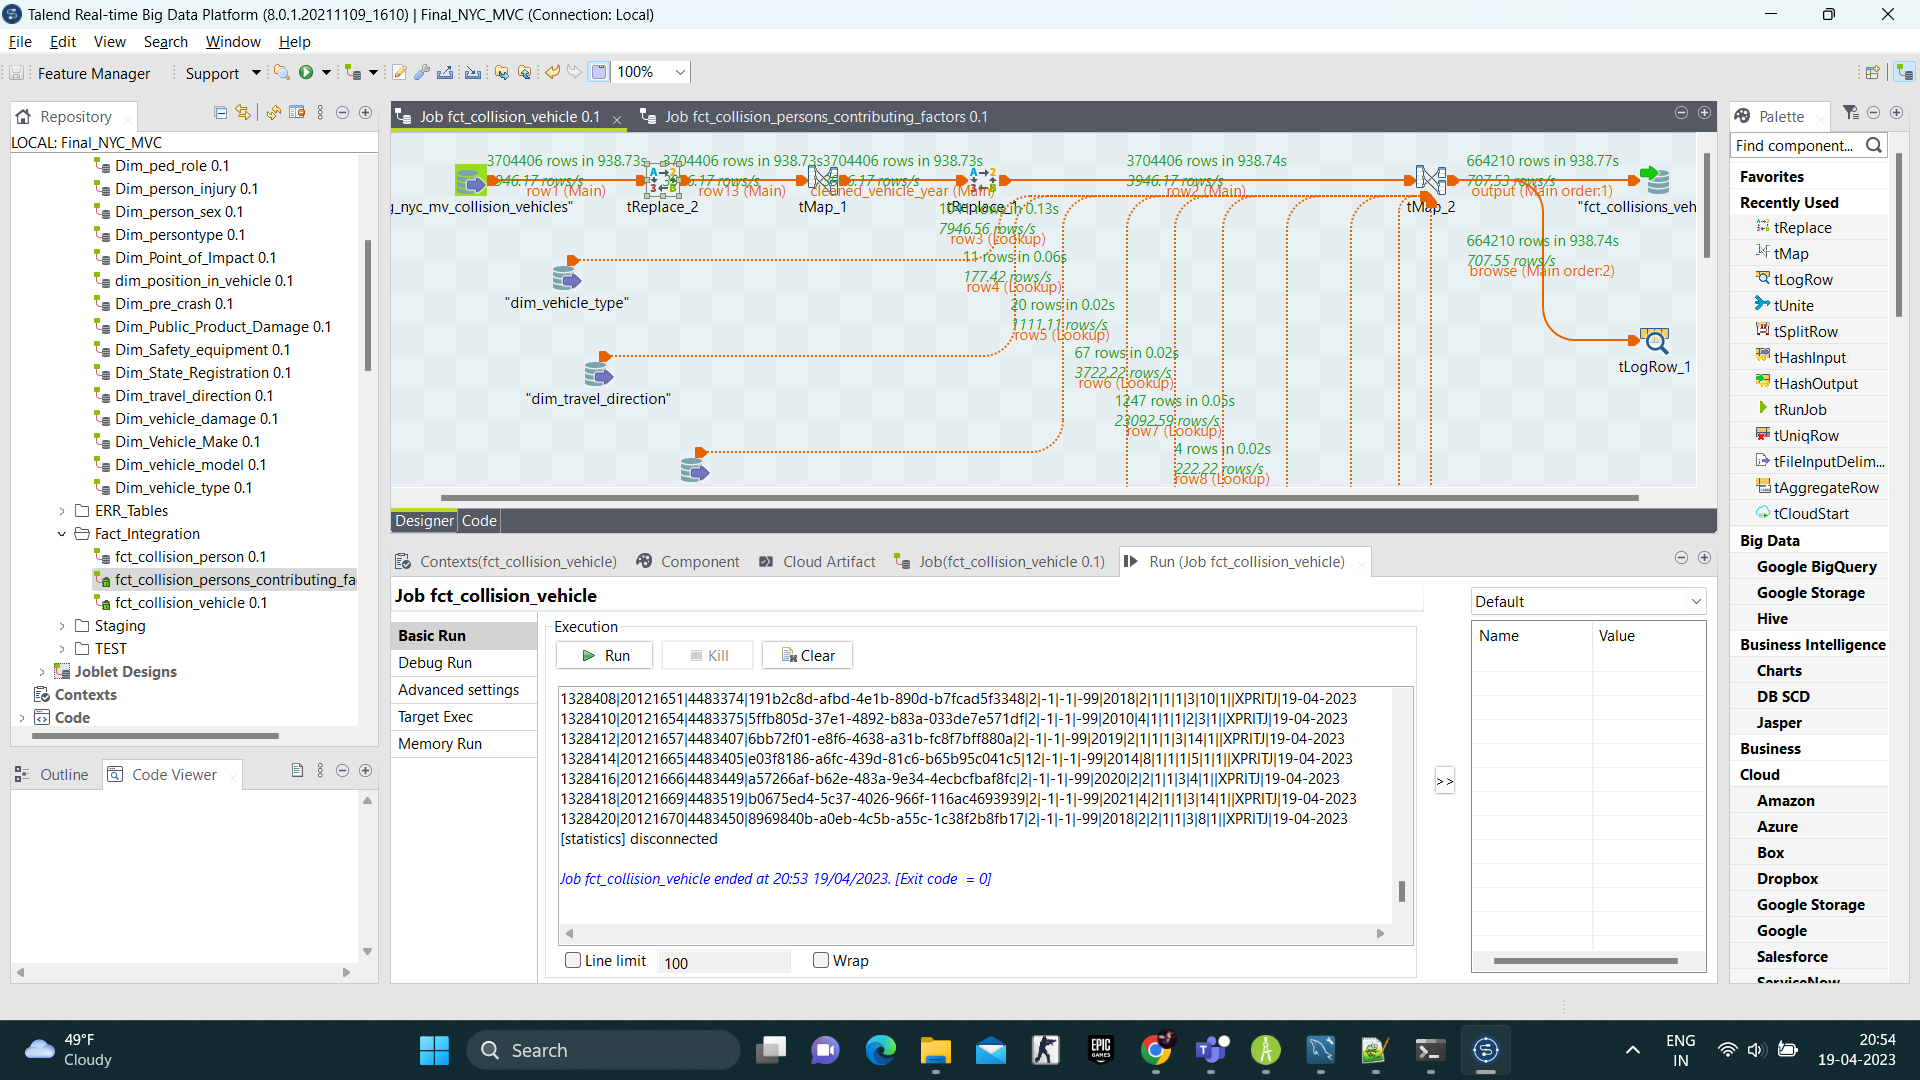 Talend Real-time Big Data Platform (8.0.1.20211109_1610) | Final_NYC_MVC (Connection: Local)
File Edit View Search Window Help
Feature Manager Support 100%
Repository
LOCAL: Final_NYC_MVC
Dim_ped_role 0.1
Dim_person_injury 0.1
Dim_person_sex 0.1
Dim_persontype 0.1
Dim_Point_of_Impact 0.1
dim_position_in_vehicle 0.1
Dim_pre_crash 0.1
Dim_Public_Product_Damage 0.1
Dim_Safety_equipment 0.1
Dim_State_Registration 0.1
Dim_travel_direction 0.1
Dim_vehicle_damage 0.1
Dim_Vehicle_Make 0.1
Dim_vehicle_model 0.1
Dim_vehicle_type 0.1
ERR_Tables
Fact_Integration
fct_collision_person 0.1
fct_collision_persons_contributing_fa
fct_collision_vehicle 0.1
Staging
TEST
Joblet Designs
Contexts
Code
Outline Code Viewer
Job fct_collision_vehicle 0.1 Job fct_collision_persons_contributing_factors 0.1
3704406 rows in 938.73s 3704406 rows in 938.73s 3704406 rows in 938.73s 3704406 rows in 938.74s 664210 rows in 938.77s
3946.17 rows/s 707.53 rows/s
row1 (Main) row13 (Main) cleaned_vehicle_year (Main) row2 (Main) output (Main order:1)
g_nyc_mv_collision_vehicles" tReplace_2 tMap_1 tReplace_1 tMap_2 "fct_collisions_veh
1041 rows in 0.13s
7946.56 rows/s
row3 (Lookup)
11 rows in 0.06s
177.42 rows/s
row4 (Lookup)
20 rows in 0.02s
1111.11 rows/s
row5 (Lookup)
67 rows in 0.02s
3722.22 rows/s
row6 (Lookup)
1247 rows in 0.05s
23092.59 rows/s
row7 (Lookup)
4 rows in 0.02s
222.22 rows/s
row8 (Lookup)
664210 rows in 938.74s
707.55 rows/s
browse (Main order:2)
"dim_vehicle_type"
tLogRow_1
"dim_travel_direction"
Designer Code
Contexts(fct_collision_vehicle) Component Cloud Artifact Job(fct_collision_vehicle 0.1) Run (Job fct_collision_vehicle)
Job fct_collision_vehicle
Basic Run
Debug Run
Advanced settings
Target Exec
Memory Run
Execution
Run Kill Clear
1328408|20121651|4483374|191b2c8d-afbd-4e1b-890d-b7fcad5f3348|2|-1|-1|-99|2018|2|1|1|1|3|10|1||XPRITJ|19-04-2023
1328410|20121654|4483375|5ffb805d-37e1-4892-b83a-033de7e571df|2|-1|-1|-99|2010|4|1|1|1|2|3|1||XPRITJ|19-04-2023
1328412|20121657|4483407|6bb72f01-e8f6-4638-a31b-fc8f7bff880a|2|-1|-1|-99|2019|2|1|1|1|3|14|1||XPRITJ|19-04-2023
1328414|20121665|4483405|e03f8186-a6fc-439d-81c6-b65b95c041c5|12|-1|-1|-99|2014|8|1|1|1|5|1|1||XPRITJ|19-04-2023
1328416|20121666|4483449|a57266af-b62e-483a-9e34-4ecbcfbaf8fc|2|-1|-1|-99|2020|2|2|1|1|3|4|1||XPRITJ|19-04-2023
1328418|20121669|4483519|b0675ed4-5c37-4026-966f-116ac4693939|2|-1|-1|-99|2021|4|2|1|1|3|14|1||XPRITJ|19-04-2023
1328420|20121670|4483450|8969840b-a0eb-4c5b-a55c-1c38f2b8fb17|2|-1|-1|-99|2018|2|2|1|1|3|8|1||XPRITJ|19-04-2023
[statistics] disconnected
Job fct_collision_vehicle ended at 20:53 19/04/2023. [Exit code = 0]
Line limit 100 Wrap
>>
Default
Name Value
Palette
Find component...
Favorites
Recently Used
tReplace
tMap
tLogRow
tUnite
tSplitRow
tHashInput
tHashOutput
tRunJob
tUniqRow
tFileInputDelim...
tAggregateRow
tCloudStart
Big Data
Google BigQuery
Google Storage
Hive
Business Intelligence
Charts
DB SCD
Jasper
Business
Cloud
Amazon
Azure
Box
Dropbox
Google Storage
Google
Salesforce
ServiceNow
49°F
Cloudy
Search
EPIC GAMES
ENG
IN
20:54
19-04-2023